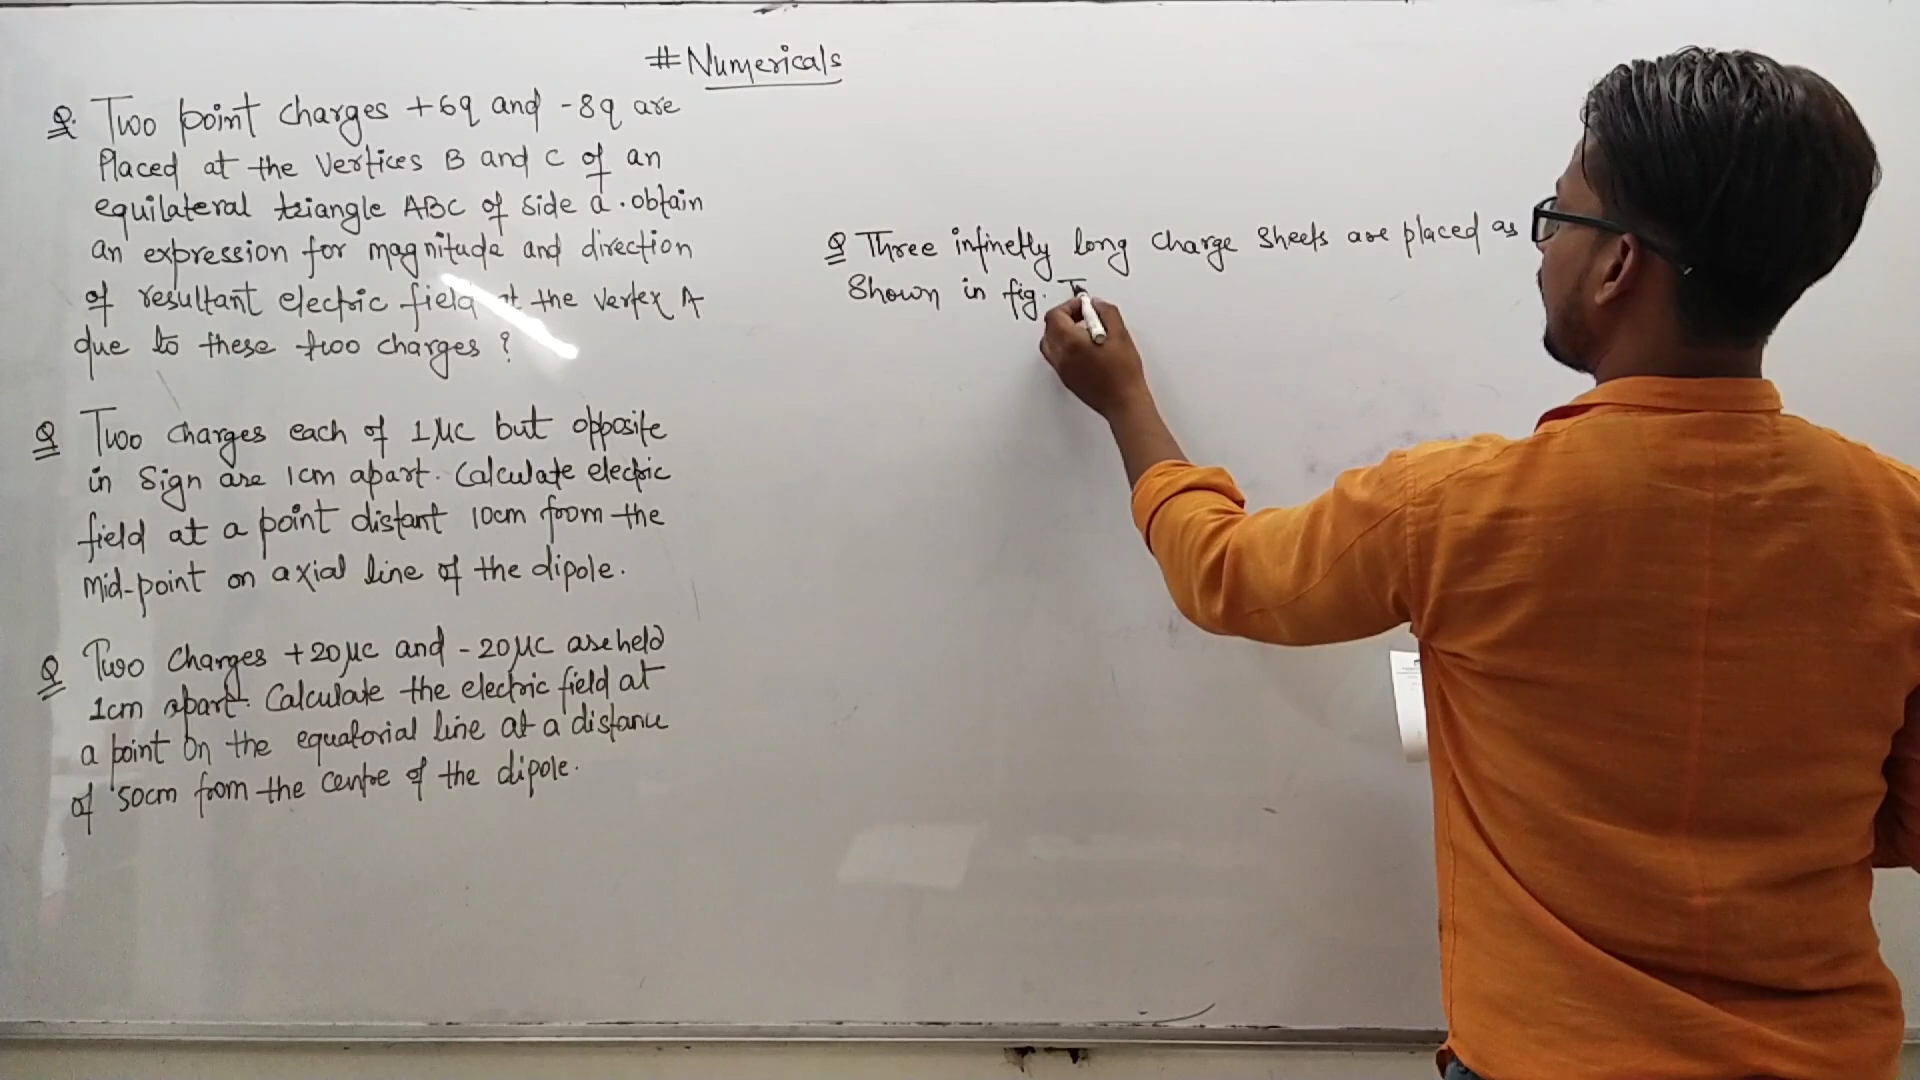 # Numericals
Q. Two point charges +6q and -8q are
Placed at the Vertices B and C of an
equilateral triangle ABC of side a. obtain
an expression for magnitude and direction
of resultant electric field at the vertex A
due to these two charges ?
Q Two charges each of 1μC but opposite
in Sign are 1cm apart. Calculate electric
field at a point distant 10cm from the
mid-point on axial line of the dipole.
Q Two Charges +20μC and -20μC are held
1cm apart. Calculate the electric field at
a point on the equatorial line at a distance
of 50cm from the centre of the dipole.
Q Three infinetly long charge Sheets are placed as
Shown in fig. T